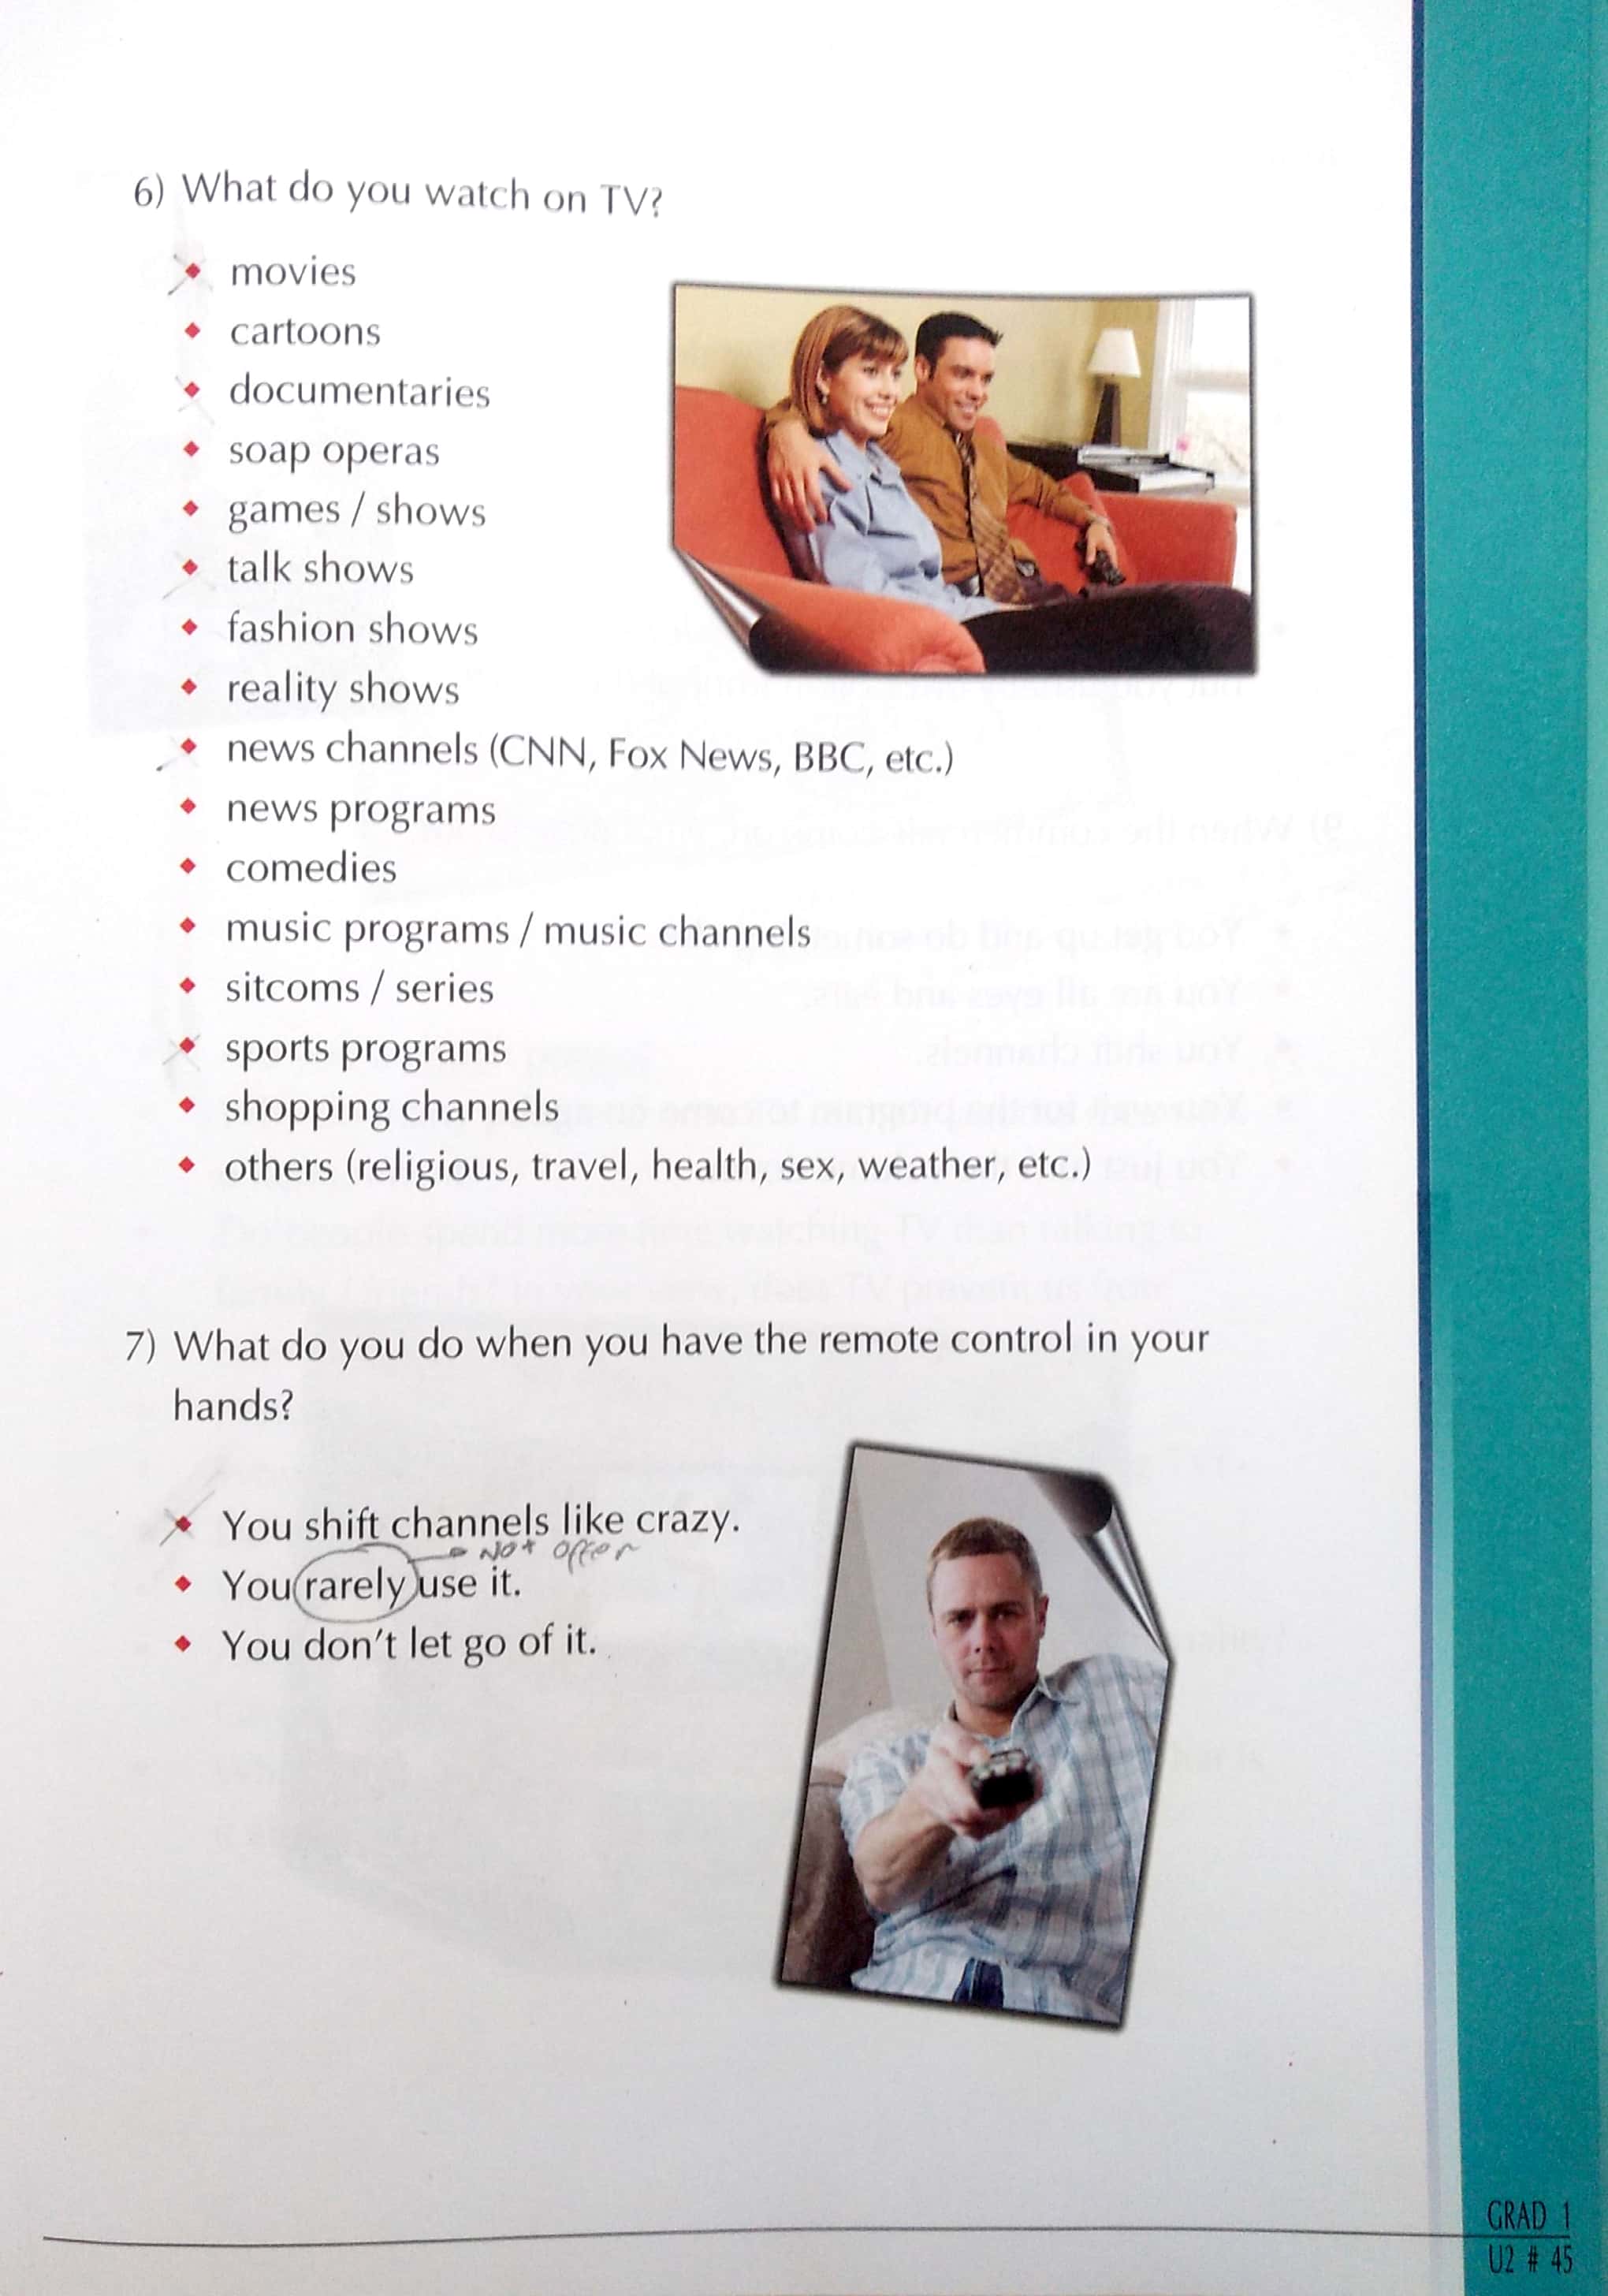 6) What do you watch on TV?
movies
cartoons
documentaries
soap operas
games / shows
talk shows
fashion shows
reality shows
news channels (CNN, Fox News, BBC, etc.)
news programs
comedies
music programs / music channels
sitcoms / series
sports programs
shopping channels
others (religious, travel, health, sex, weather, etc.)
7) What do you do when you have the remote control in your
hands?
You shift channels like crazy.
Not
You rarely use it.
You don't let go of it.
GRAD 1
U2 # 45